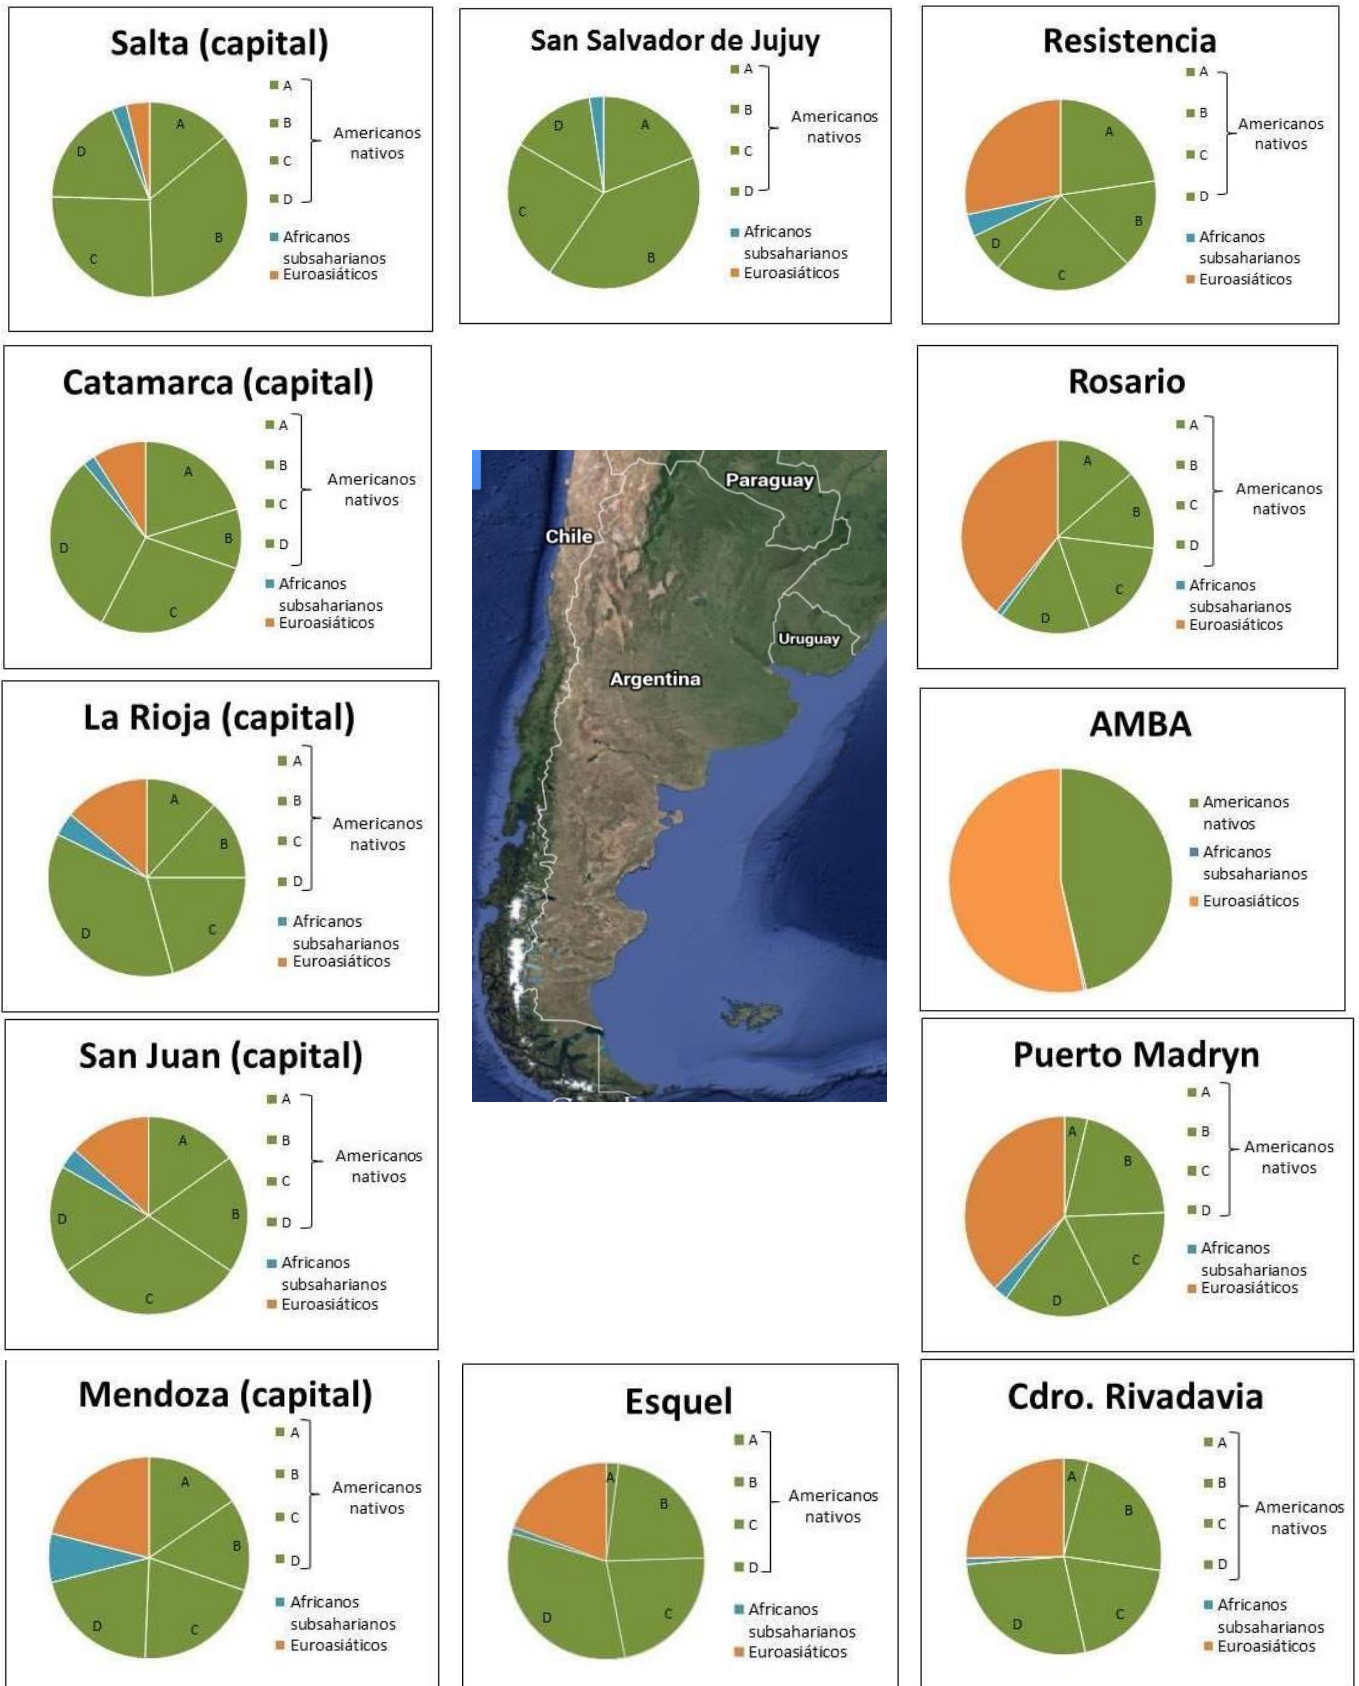 Salta (capital)
A
B
C
D
Americanos
nativos
Africanos
subsaharianos
Euroasiáticos
A
B
C
D
San Salvador de Jujuy
A
B
C
D
Americanos
nativos
Africanos
subsaharianos
Euroasiáticos
A
B
C
D
Resistencia
A
B
C
D
Americanos
nativos
Africanos
subsaharianos
Euroasiáticos
A
B
C
D
Catamarca (capital)
A
B
C
D
Americanos
nativos
Africanos
subsaharianos
Euroasiáticos
A
B
C
D
Paraguay
Chile
Uruguay
Argentina
Rosario
A
B
C
D
Americanos
nativos
Africanos
subsaharianos
Euroasiáticos
A
B
C
D
La Rioja (capital)
A
B
C
D
Americanos
nativos
Africanos
subsaharianos
Euroasiáticos
A
B
C
D
AMBA
Americanos
nativos
Africanos
subsaharianos
Euroasiáticos
San Juan (capital)
A
B
C
D
Americanos
nativos
Africanos
subsaharianos
Euroasiáticos
A
B
C
D
Puerto Madryn
A
B
C
D
Americanos
nativos
Africanos
subsaharianos
Euroasiáticos
A
B
C
D
Mendoza (capital)
A
B
C
D
Americanos
nativos
Africanos
subsaharianos
Euroasiáticos
A
B
C
D
Esquel
A
B
C
D
Americanos
nativos
Africanos
subsaharianos
Euroasiáticos
A
B
C
D
Cdro. Rivadavia
A
B
C
D
Americanos
nativos
Africanos
subsaharianos
Euroasiáticos
A
B
C
D